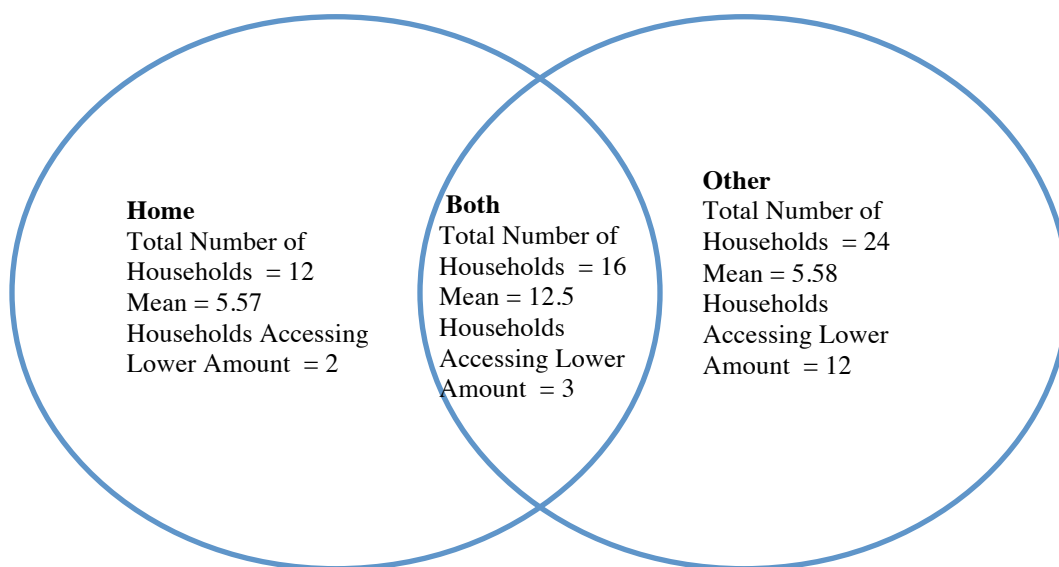 Home
Total Number of
Households = 12
Mean = 5.57
Households Accessing
Lower Amount = 2
Both
Total Number of
Households = 16
Mean = 12.5
Households
Accessing Lower
Amount = 3
Other
Total Number of
Households = 24
Mean = 5.58
Households
Accessing Lower
Amount = 12